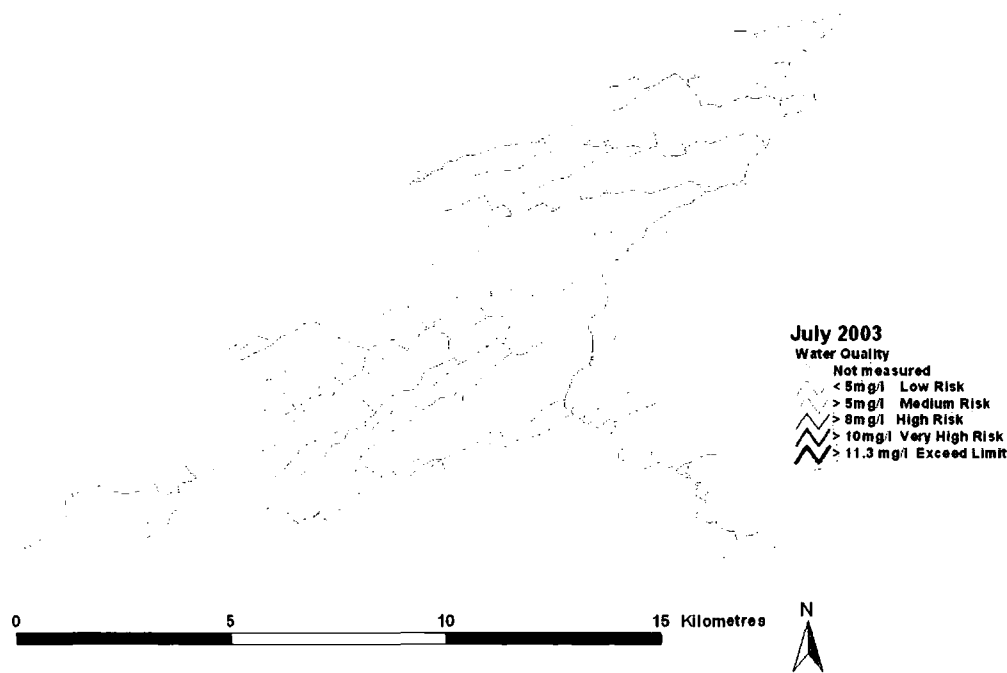 July 2003
Water Quality
Not measured
< 5mg/l Low Risk
> 5mg/l Medium Risk
> 8mg/l High Risk
> 10mg/l Very High Risk
> 11.3 mg/l Exceed Limit
0 5 10 15 Kilometres
N